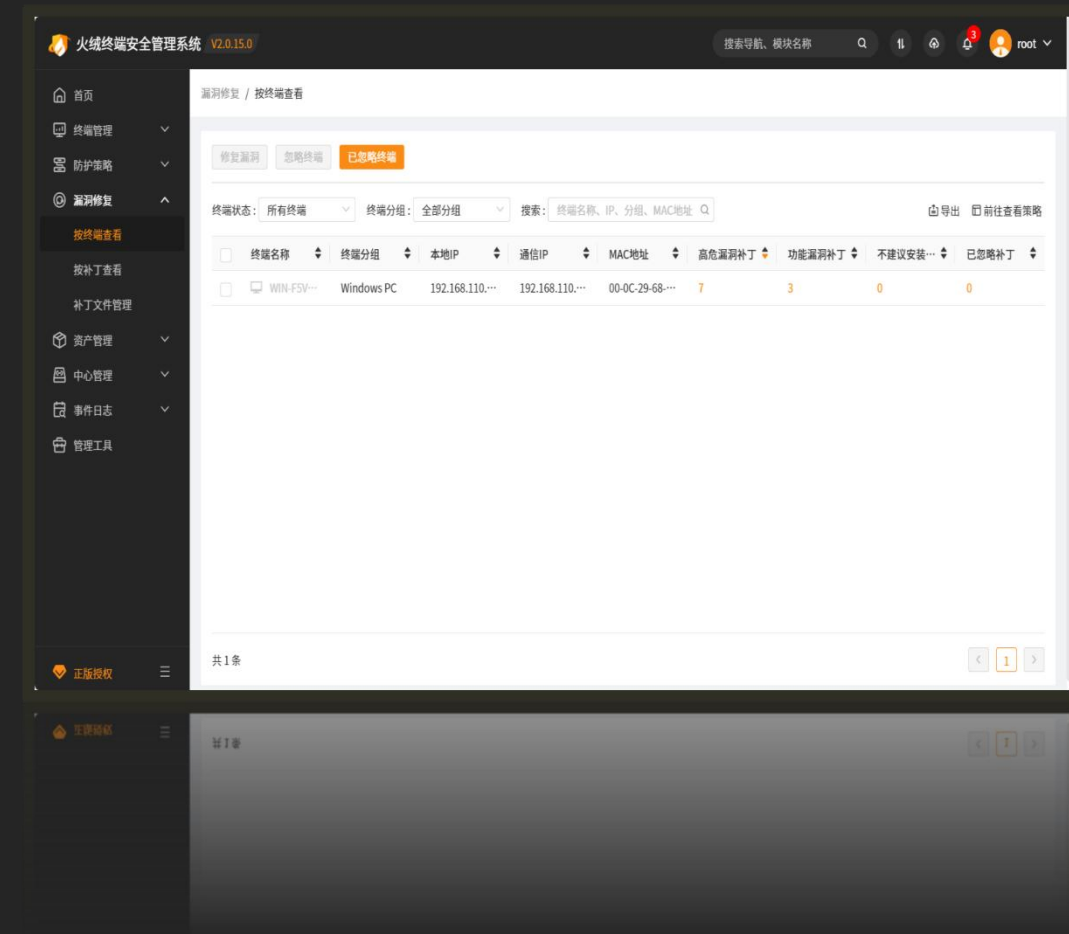 火绒终端安全管理系统 V2.0.15.0 搜索导航、模块名称 3 root
首页
终端管理
防护策略
漏洞修复
按终端查看
按补丁查看
补丁文件管理
资产管理
中心管理
事件日志
管理工具
正版授权
漏洞修复 / 按终端查看
修复漏洞 忽略终端 已忽略终端
终端状态: 所有终端 终端分组: 全部分组 搜索: 终端名称、IP、分组、MAC地址 导出 前往查看策略
终端名称 终端分组 本地IP 通信IP MAC地址 高危漏洞补丁 功能漏洞补丁 不建议安装… 已忽略补丁
WIN-F5V… Windows PC 192.168.110.… 192.168.110.… 00-0C-29-68-… 7 3 0 0
共 1 条 1